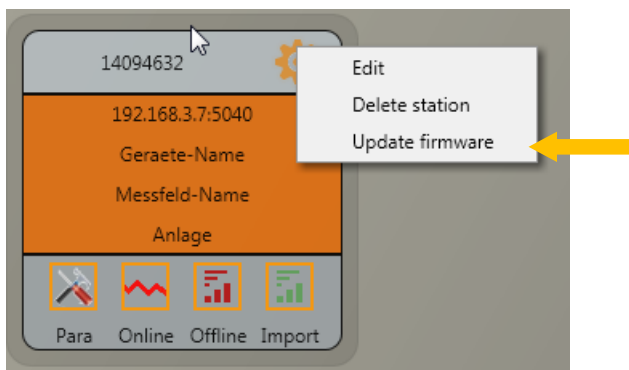 14094632
192.168.3.7:5040
Geraete-Name
Messfeld-Name
Anlage
Para Online Offline Import
Edit
Delete station
Update firmware